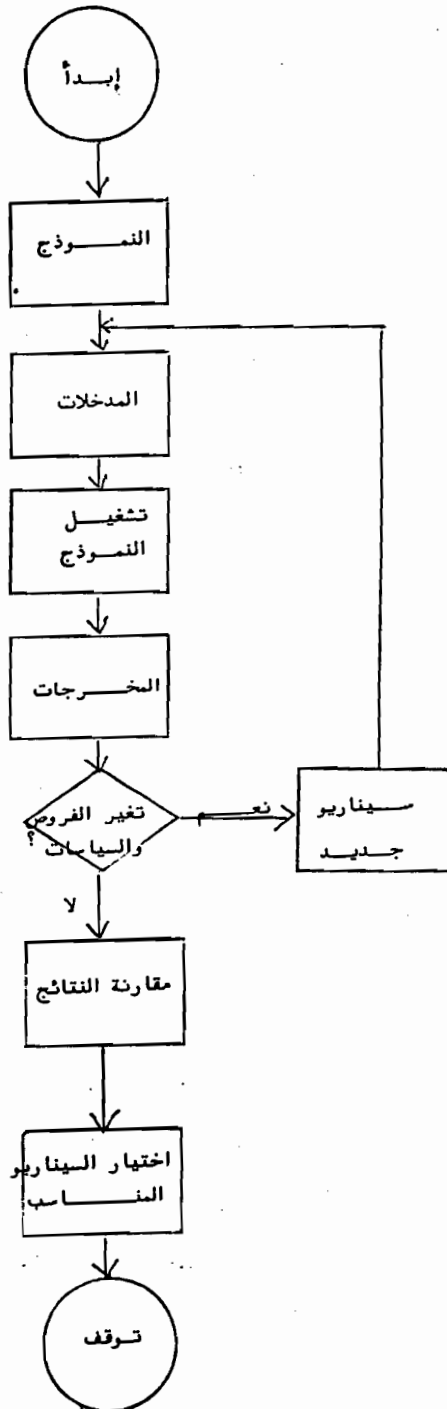 إبدأ
النموذج
المدخلات
تشغيل
النموذج
المخرجات
تغير الفروض
والسياسات ؟
نعم
سيناريو
جديد
لا
مقارنة النتائج
اختيار السيناريو
المناسب
توقف